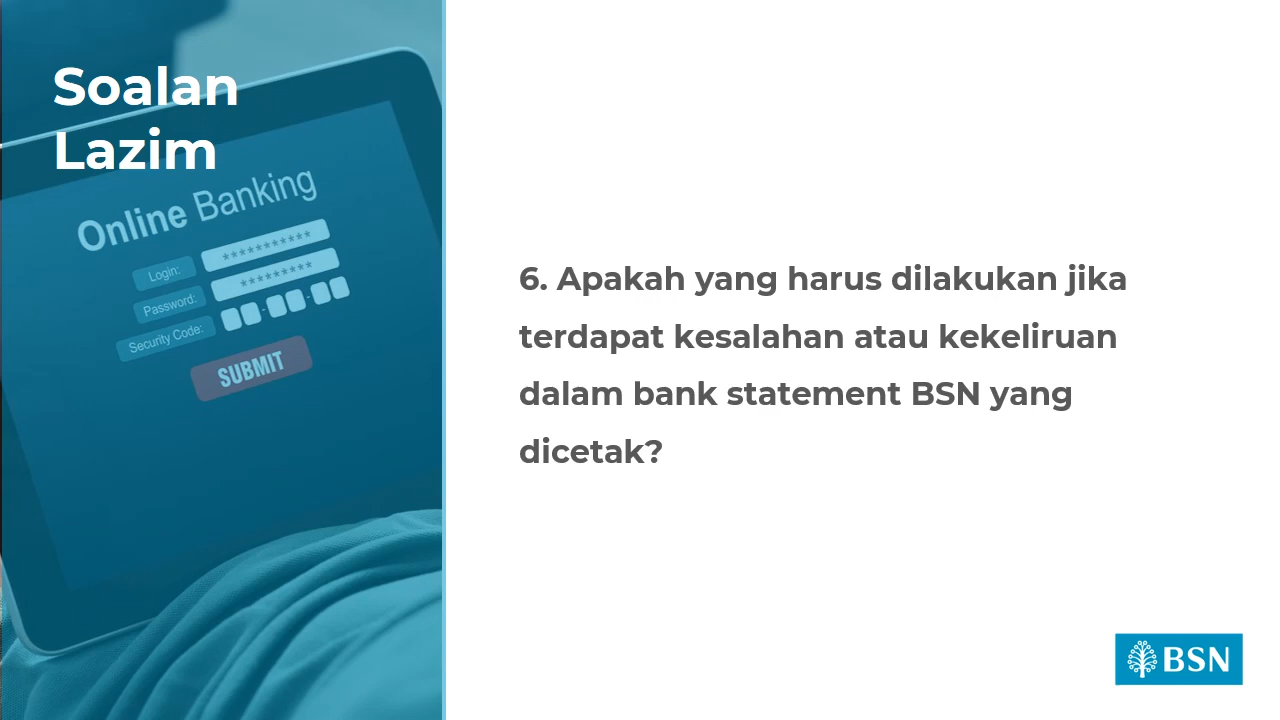 Soalan
Lazim
Online Banking
Login: ***********
Password: *********
Security Code: - -
SUBMIT
6. Apakah yang harus dilakukan jika
terdapat kesalahan atau kekeliruan
dalam bank statement BSN yang
dicetak?
BSN